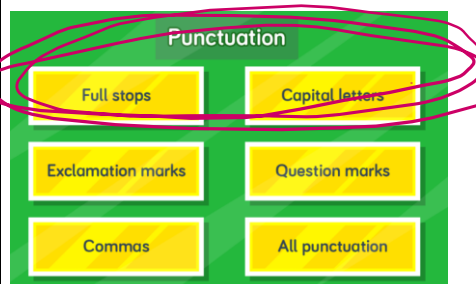 Punctuation
Full stops
Capital letters
Exclamation marks
Question marks
Commas
All punctuation